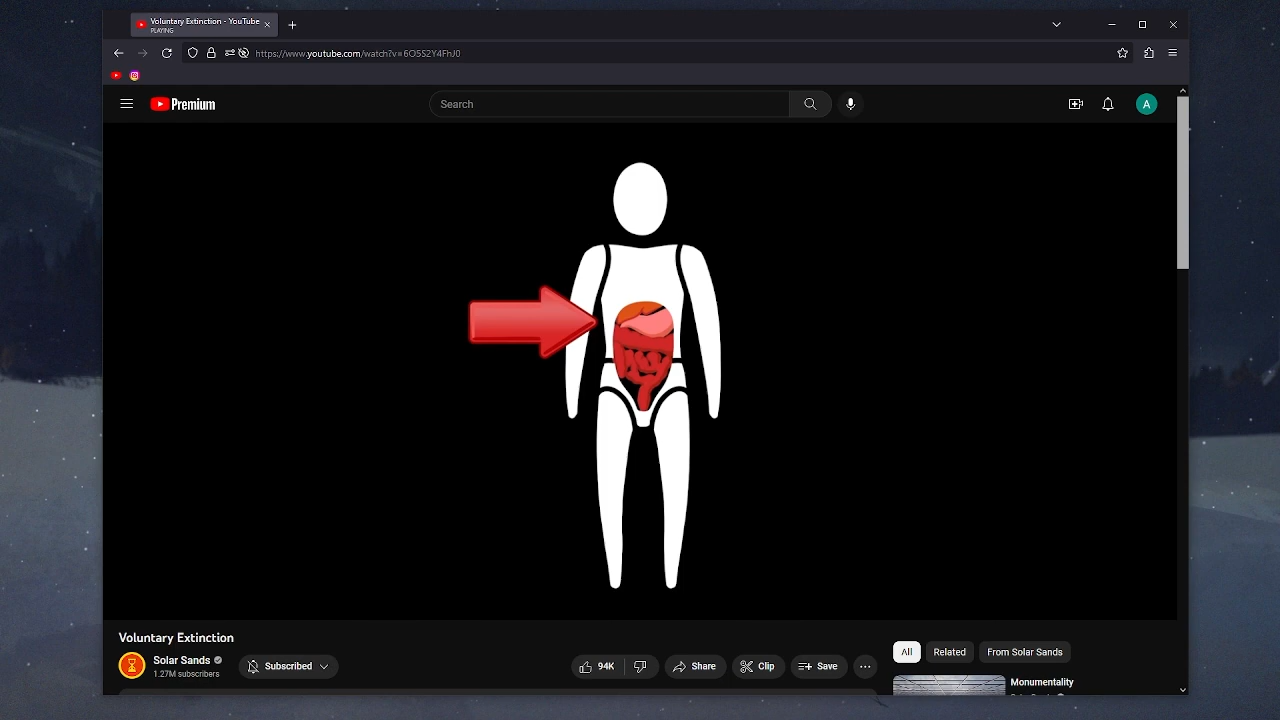 Voluntary Extinction - YouTube
PLAYING
https://www.youtube.com/watch?v=6O5S2Y4FhJ0
Premium
Search
A
Voluntary Extinction
Solar Sands
1.27M subscribers
Subscribed
94K
Share
Clip
Save
All
Related
From Solar Sands
Monumentality